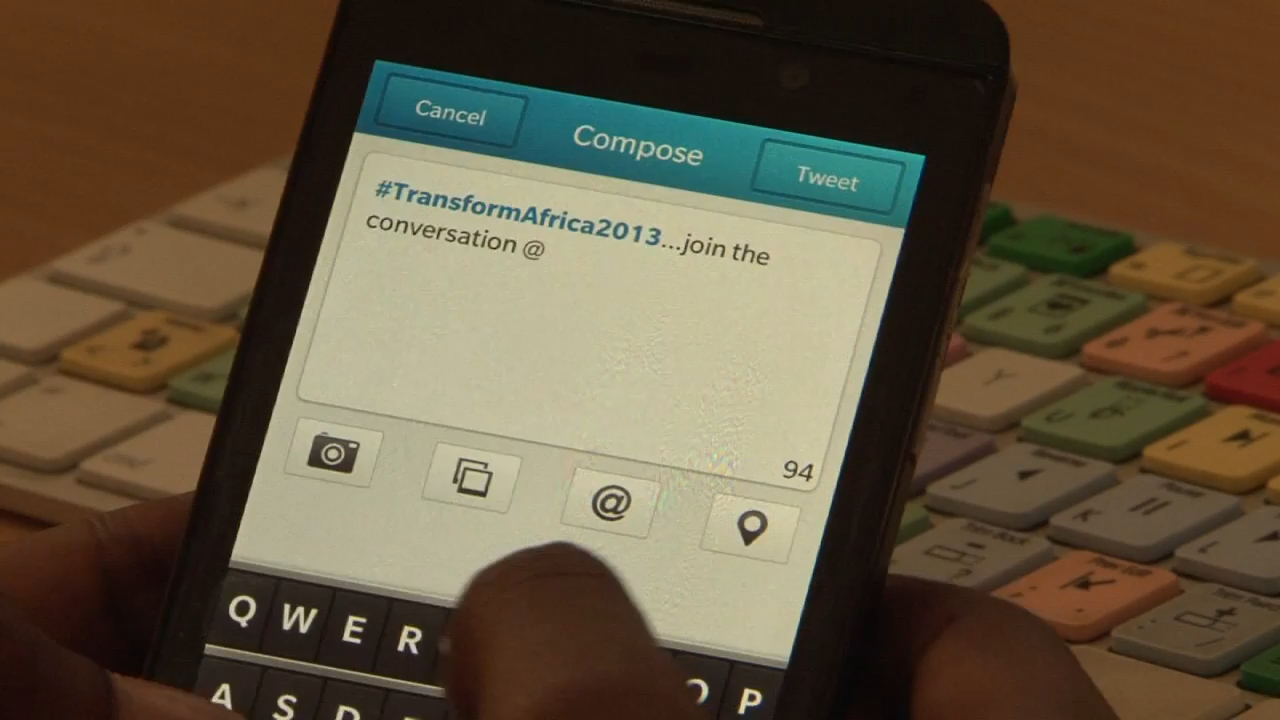 Cancel Compose Tweet
#TransformAfrica2013...join the
conversation @
94
@
Q W E R O P
A S D
Y